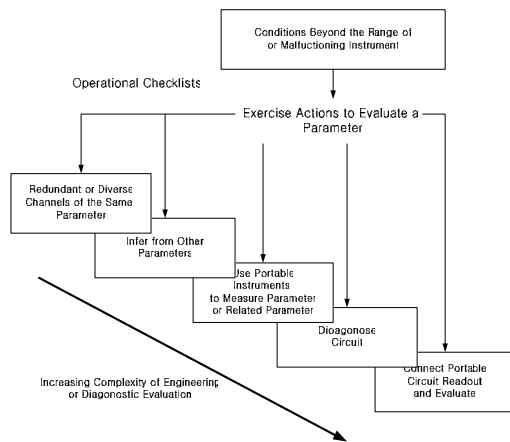 Conditions Beyond the Range of
or Malfuctioning Instrument
Operational Checklists
Exercise Actions to Evaluate a
Parameter
Redundant or Diverse
Channels of the Same
Parameter
Infer from Other
Parameters
Use Portable
Instruments
to Measure Parameter
or Related Parameter
Dioagonose
Circuit
Connect Portable
Circuit Readout
and Evaluate
Increasing Complexity of Engineering
or Diagonostic Evaluation